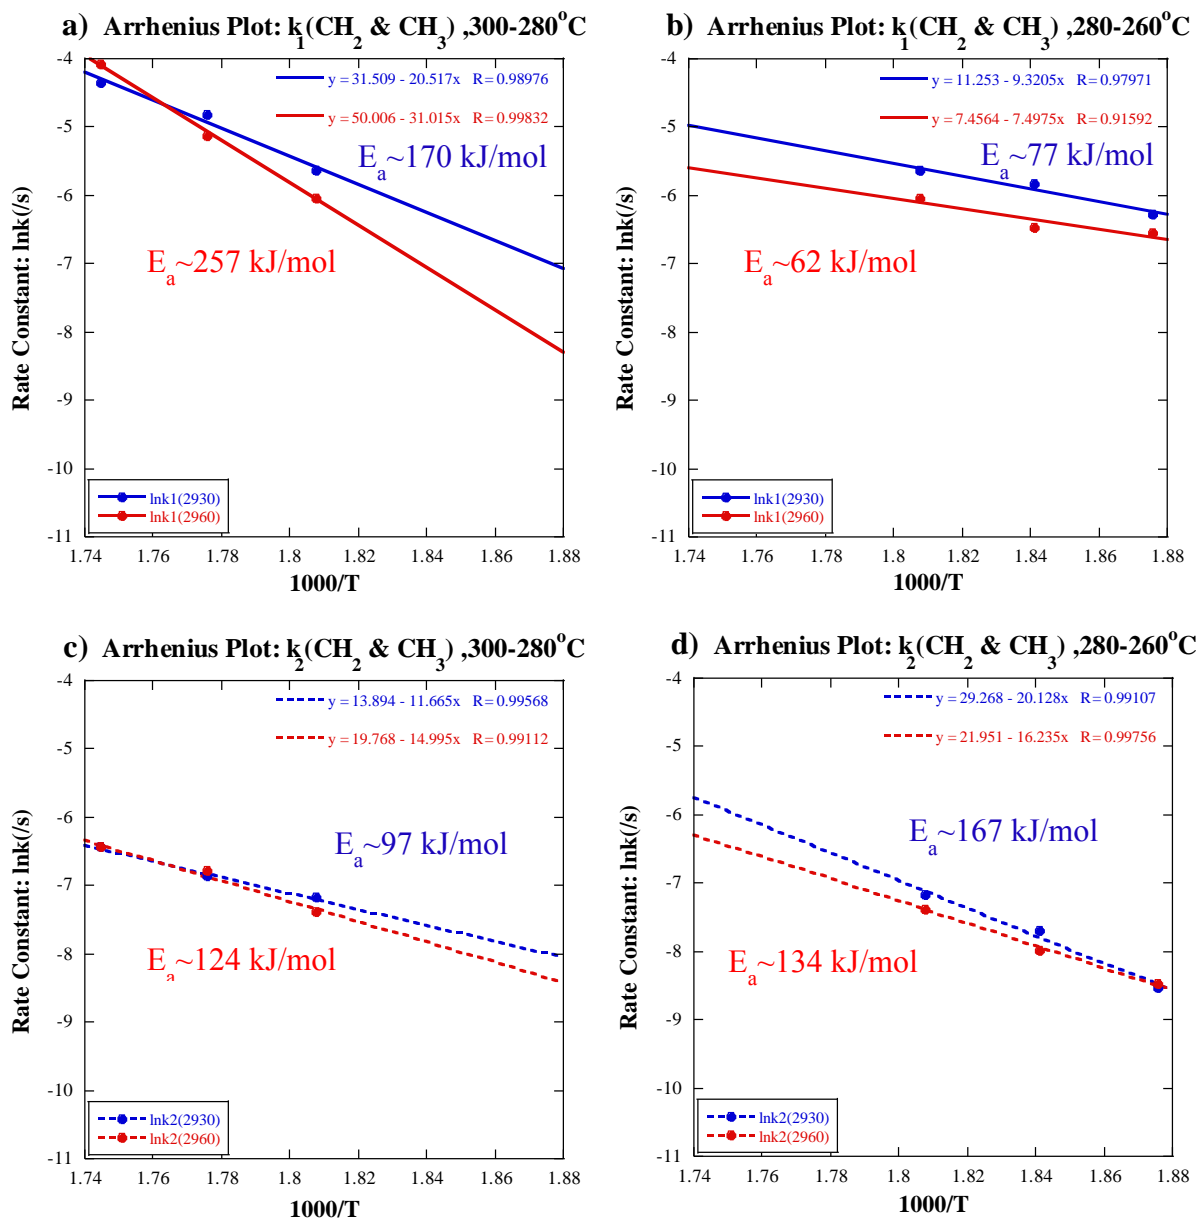 a) Arrhenius Plot: k1(CH2 & CH3) ,300-280°C
y = 31.509 - 20.517x R= 0.98976
y = 50.006 - 31.015x R= 0.99832
Ea~170 kJ/mol
Ea~257 kJ/mol
Rate Constant: lnk(/s)
-4
-5
-6
-7
-8
-9
-10
-11
lnk1(2930)
lnk1(2960)
1.74 1.76 1.78 1.8 1.82 1.84 1.86 1.88
1000/T
b) Arrhenius Plot: k1(CH2 & CH3) ,280-260°C
y = 11.253 - 9.3205x R= 0.97971
y = 7.4564 - 7.4975x R= 0.91592
Ea~77 kJ/mol
Ea~62 kJ/mol
Rate Constant: lnk(/s)
-4
-5
-6
-7
-8
-9
-10
-11
lnk1(2930)
lnk1(2960)
1.74 1.76 1.78 1.8 1.82 1.84 1.86 1.88
1000/T
c) Arrhenius Plot: k2(CH2 & CH3) ,300-280°C
y = 13.894 - 11.665x R= 0.99568
y = 19.768 - 14.995x R= 0.99112
Ea~97 kJ/mol
Ea~124 kJ/mol
Rate Constant: lnk(/s)
-4
-5
-6
-7
-8
-9
-10
-11
lnk2(2930)
lnk2(2960)
1.74 1.76 1.78 1.8 1.82 1.84 1.86 1.88
1000/T
d) Arrhenius Plot: k2(CH2 & CH3) ,280-260°C
y = 29.268 - 20.128x R= 0.99107
y = 21.951 - 16.235x R= 0.99756
Ea~167 kJ/mol
Ea~134 kJ/mol
Rate Constant: lnk(/s)
-4
-5
-6
-7
-8
-9
-10
-11
lnk2(2930)
lnk2(2960)
1.74 1.76 1.78 1.8 1.82 1.84 1.86 1.88
1000/T